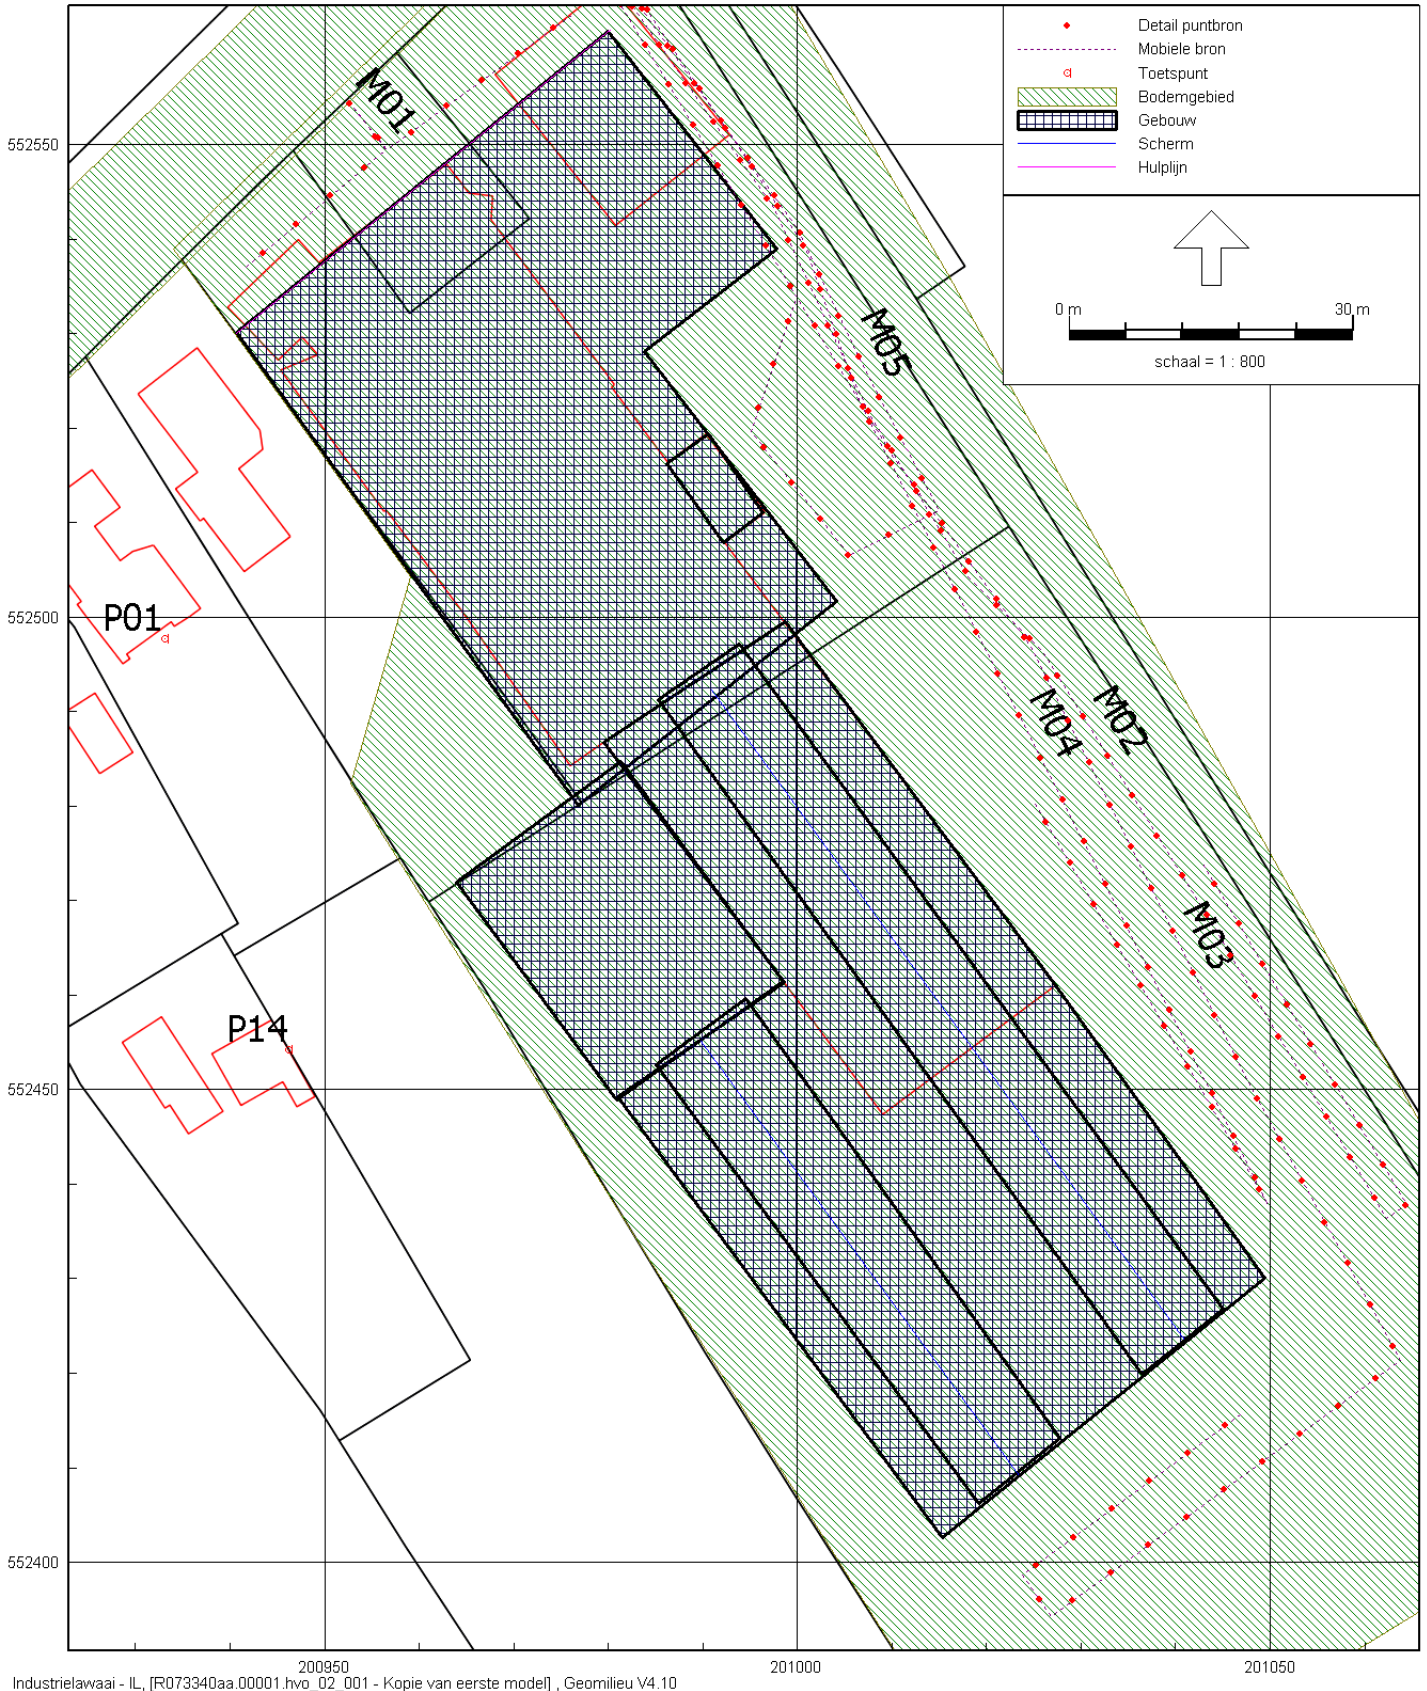 Detail puntbron
Mobiele bron
Toetspunt
Bodemgebied
Gebouw
Scherm
Hulplijn
0 m
30 m
schaal = 1 : 800
M01
552550
M05
P01
552500
M02
M04
M03
P14
552450
552400
200950
201000
201050
Industrielawaai - IL, [R073340aa.00001.hvo_02_001 - Kopie van eerste model] , Geomilieu V4.10